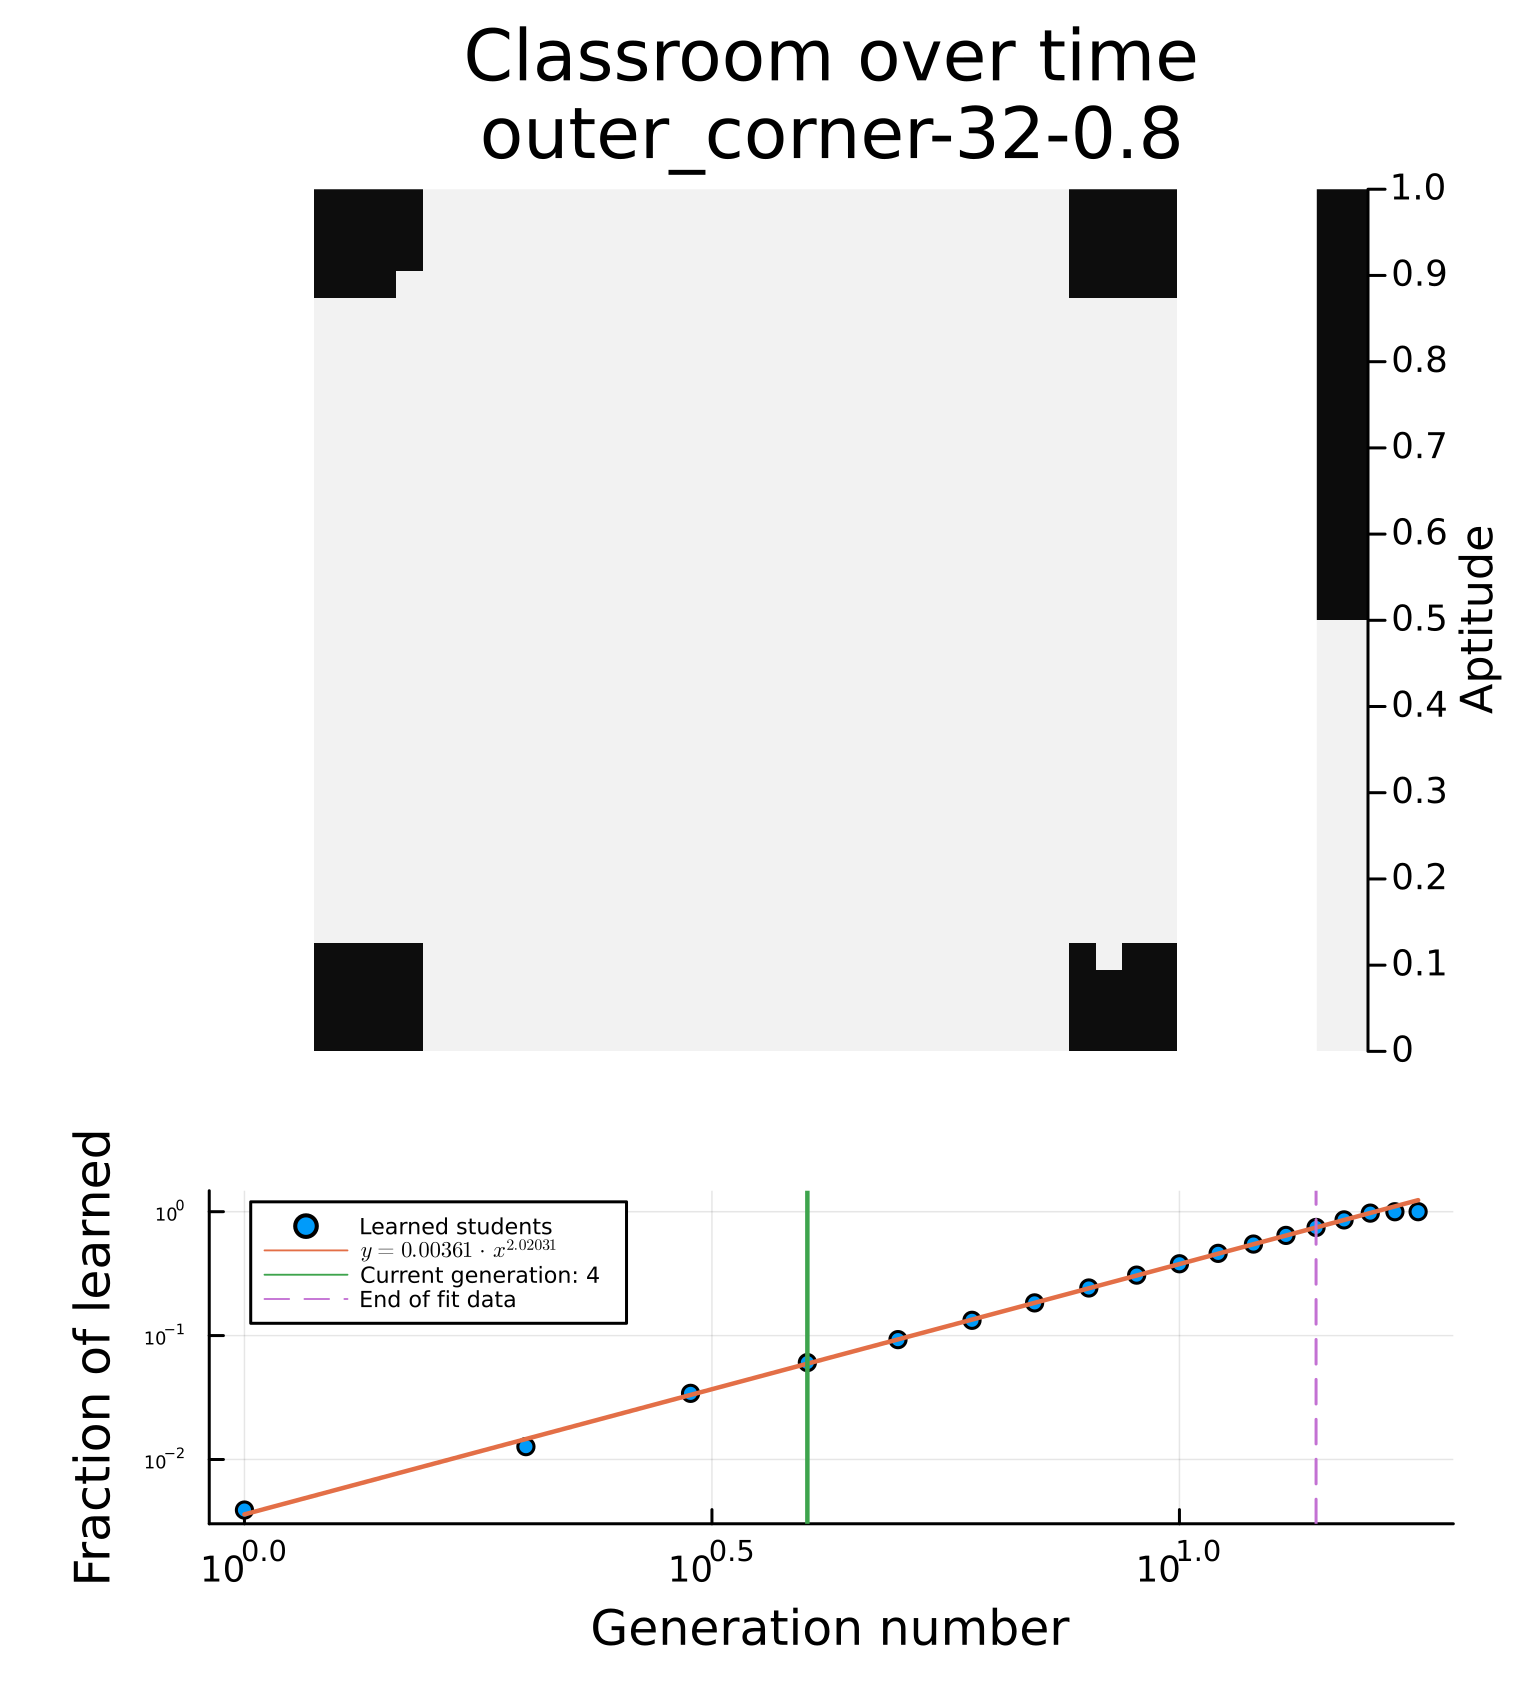 Classroom over time
outer_corner-32-0.8
1.0
0.9
0.8
0.7
0.6
0.5
0.4
0.3
0.2
0.1
0
Aptitude
Fraction of learned
10⁰
10⁻¹
10⁻²
Learned students
y = 0.00361 · x^2.02031
Current generation: 4
End of fit data
10^0.0
10^0.5
10^1.0
Generation number